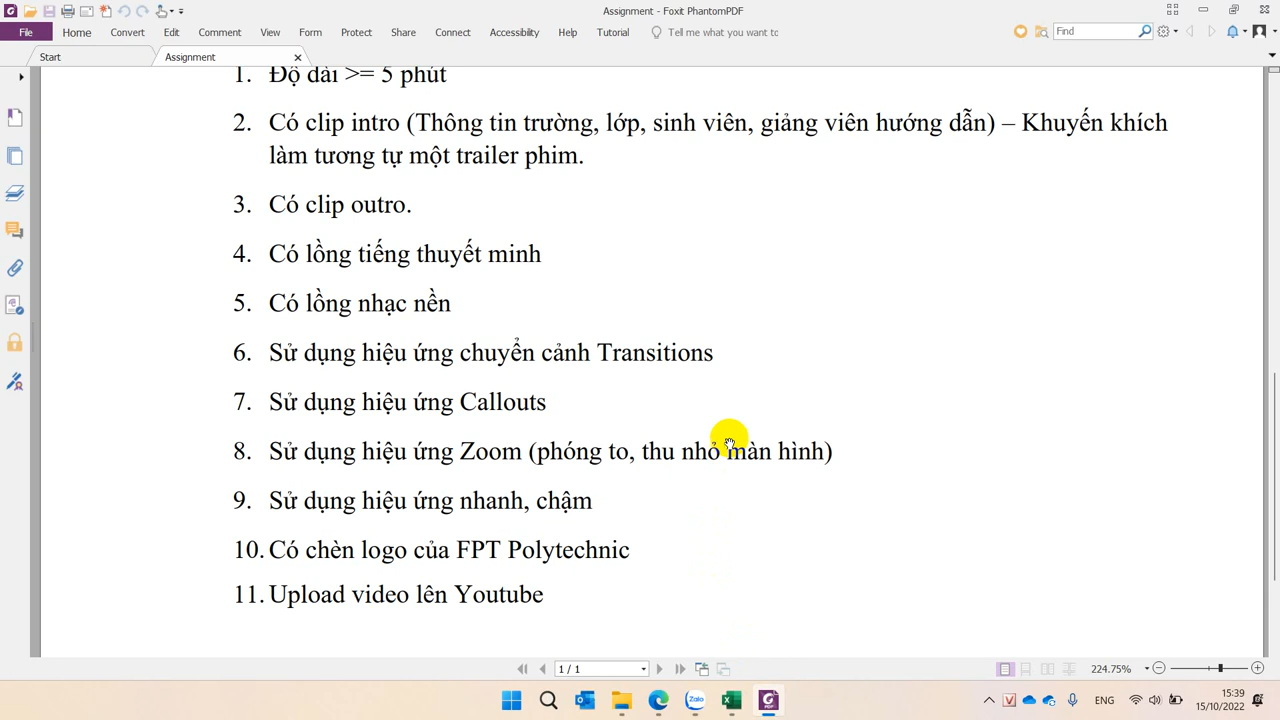 Assignment - Foxit PhantomPDF
File Home Convert Edit Comment View Form Protect Share Connect Accessibility Help Tutorial Tell me what you want to Find
Start Assignment
1. Độ dài >= 5 phút
2. Có clip intro (Thông tin trường, lớp, sinh viên, giảng viên hướng dẫn) – Khuyến khích
làm tương tự một trailer phim.
3. Có clip outro.
4. Có lồng tiếng thuyết minh
5. Có lồng nhạc nền
6. Sử dụng hiệu ứng chuyển cảnh Transitions
7. Sử dụng hiệu ứng Callouts
8. Sử dụng hiệu ứng Zoom (phóng to, thu nhỏ màn hình)
9. Sử dụng hiệu ứng nhanh, chậm
10. Có chèn logo của FPT Polytechnic
11. Upload video lên Youtube
1 / 1 224.75%
Zalo ENG 15:39
15/10/2022